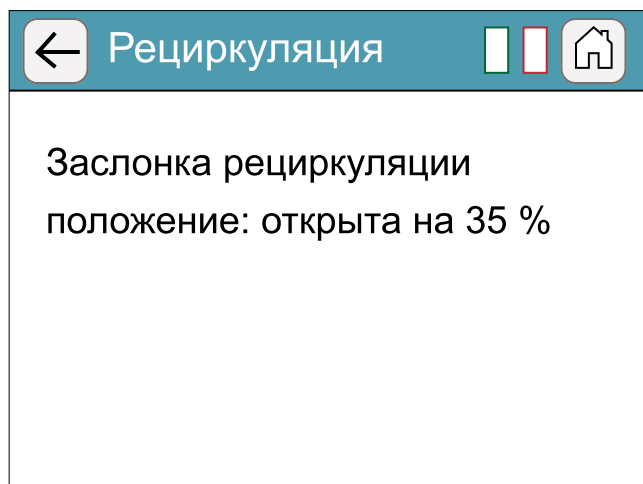 Рециркуляция
Заслонка рециркуляции
положение: открыта на 35 %